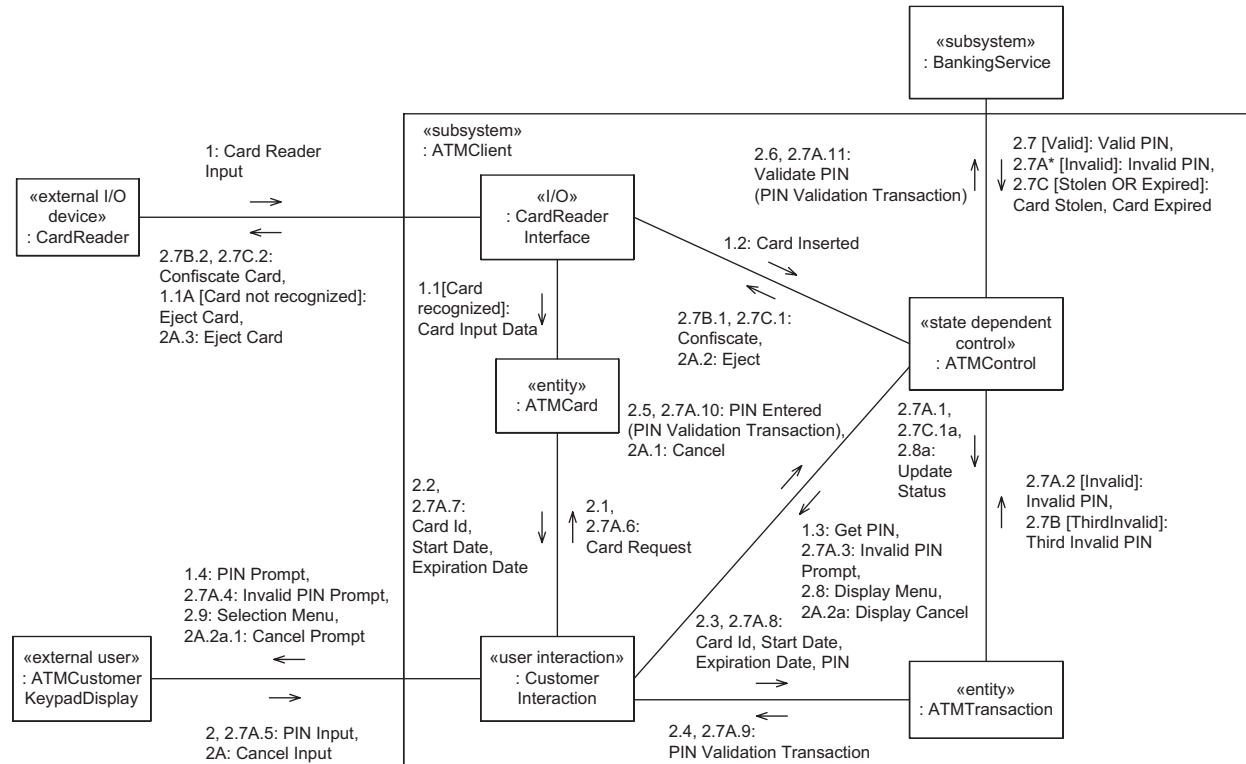 «subsystem»
: BankingService
«subsystem»
: ATMClient
1: Card Reader
Input
2.6, 2.7A.11:
Validate PIN
(PIN Validation Transaction)
2.7 [Valid]: Valid PIN,
2.7A* [Invalid]: Invalid PIN,
2.7C [Stolen OR Expired]:
Card Stolen, Card Expired
«external I/O
device»
: CardReader
«I/O»
: CardReader
Interface
2.7B.2, 2.7C.2:
Confiscate Card,
1.1A [Card not recognized]:
Eject Card,
2A.3: Eject Card
1.2: Card Inserted
1.1[Card
recognized]:
Card Input Data
2.7B.1, 2.7C.1:
Confiscate,
2A.2: Eject
«state dependent
control»
: ATMControl
«entity»
: ATMCard
2.5, 2.7A.10: PIN Entered
(PIN Validation Transaction),
2A.1: Cancel
2.7A.1,
2.7C.1a,
2.8a:
Update
Status
2.7A.2 [Invalid]:
Invalid PIN,
2.7B [ThirdInvalid]:
Third Invalid PIN
2.2,
2.7A.7:
Card Id,
Start Date,
Expiration Date
2.1,
2.7A.6:
Card Request
1.3: Get PIN,
2.7A.3: Invalid PIN
Prompt,
2.8: Display Menu,
2A.2a: Display Cancel
1.4: PIN Prompt,
2.7A.4: Invalid PIN Prompt,
2.9: Selection Menu,
2A.2a.1: Cancel Prompt
2.3, 2.7A.8:
Card Id, Start Date,
Expiration Date, PIN
«external user»
: ATMCustomer
KeypadDisplay
«user interaction»
: Customer
Interaction
«entity»
: ATMTransaction
2, 2.7A.5: PIN Input,
2A: Cancel Input
2.4, 2.7A.9:
PIN Validation Transaction